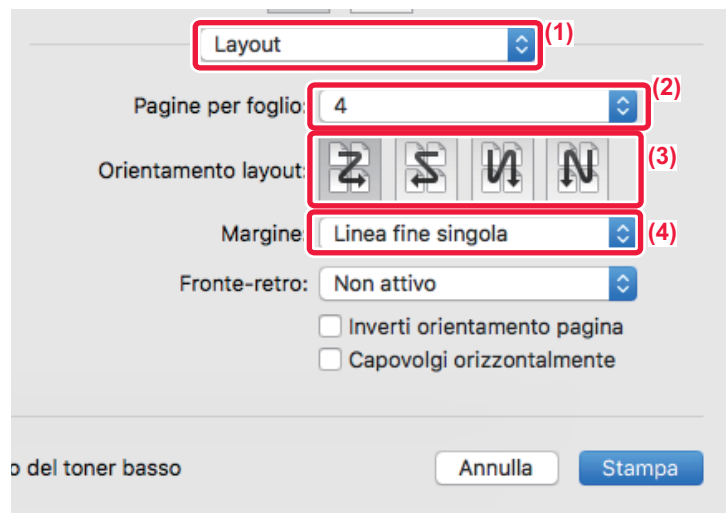 Layout (1)
Pagine per foglio: 4 (2)
Orientamento layout: (3)
Margine: Linea fine singola (4)
Fronte-retro: Non attivo
Inverti orientamento pagina
Capovolgi orizzontalmente
del toner basso Annulla Stampa